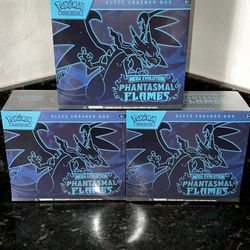 Pokémon
ELITE TRAINER BOX
MEGA EVOLUTION
PHANTASMAL
FLAMES
Pokémon
ELITE TRAINER BOX
MEGA EVOLUTION
PHANTASMAL
FLAMES
Pokémon
ELITE TRAINER BOX
MEGA EVOLUTION
PHANTASMAL
FLAMES